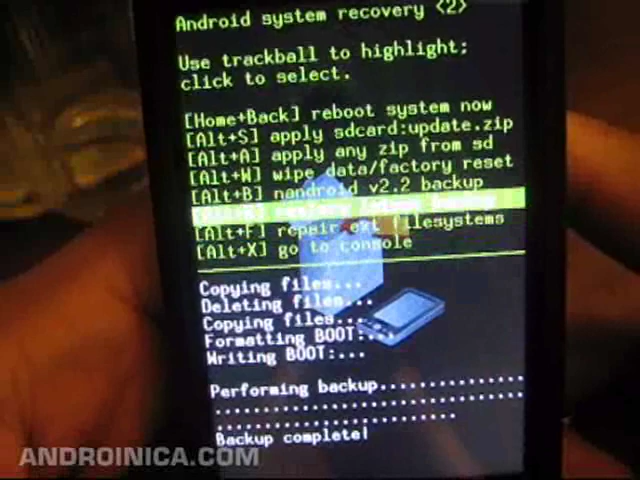 Android system recovery <2>
Use trackball to highlight;
click to select.
[Home+Back] reboot system now
[Alt+S] apply sdcard:update.zip
[Alt+A] apply any zip from sd
[Alt+W] wipe data/factory reset
[Alt+B] nandroid v2.2 backup
restore latest backup
[Alt+F] repair ext filesystems
[Alt+X] go to console
Copying files...
Deleting files...
Copying files...
Formatting BOOT:...
Writing BOOT:...
Performing backup...............
................................
........................
Backup complete!
ANDROINICA.COM